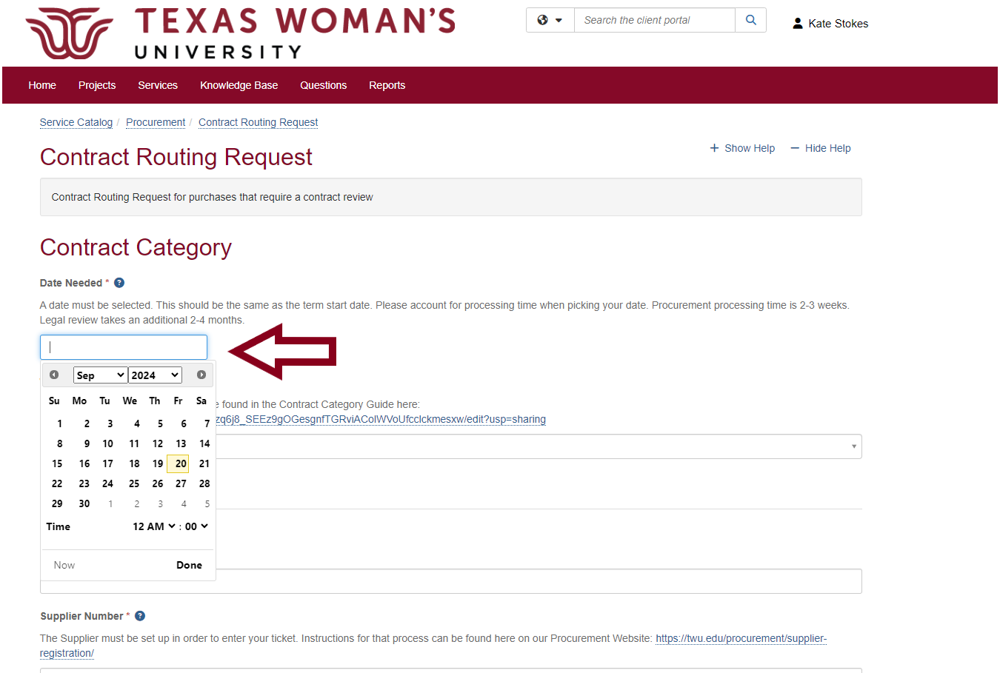 TEXAS WOMAN'S
UNIVERSITY
Search the client portal
Kate Stokes
Home Projects Services Knowledge Base Questions Reports
Service Catalog / Procurement / Contract Routing Request
Contract Routing Request
+ Show Help − Hide Help
Contract Routing Request for purchases that require a contract review
Contract Category
Date Needed * ?
A date must be selected. This should be the same as the term start date. Please account for processing time when picking your date. Procurement processing time is 2-3 weeks.
Legal review takes an additional 2-4 months.
Sep 2024
Su Mo Tu We Th Fr Sa
1 2 3 4 5 6 7
8 9 10 11 12 13 14
15 16 17 18 19 20 21
22 23 24 25 26 27 28
29 30 1 2 3 4 5
Time 12 AM : 00
Now Done
found in the Contract Category Guide here:
zq6j8_SEEz9gOGesgnfTGRviAColWVoUfcclckmesxw/edit?usp=sharing
Supplier Number * ?
The Supplier must be set up in order to enter your ticket. Instructions for that process can be found here on our Procurement Website: https://twu.edu/procurement/supplier-
registration/